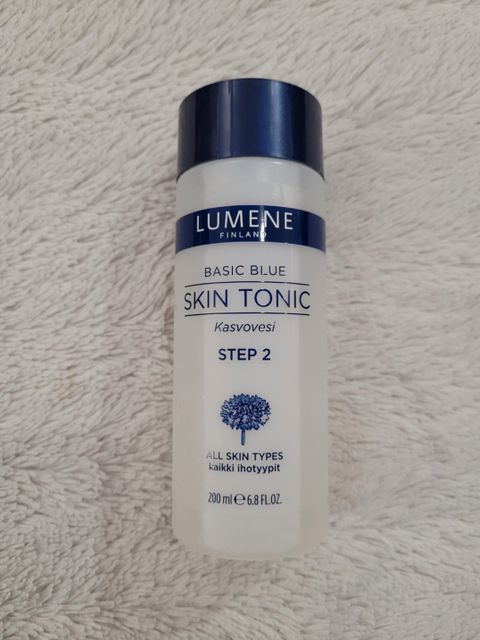 LUMENE
FINLAND
BASIC BLUE
SKIN TONIC
Kasvovesi
STEP 2
ALL SKIN TYPES
kaikki ihotyypit
200 ml ℮ 6.8 FL.OZ.